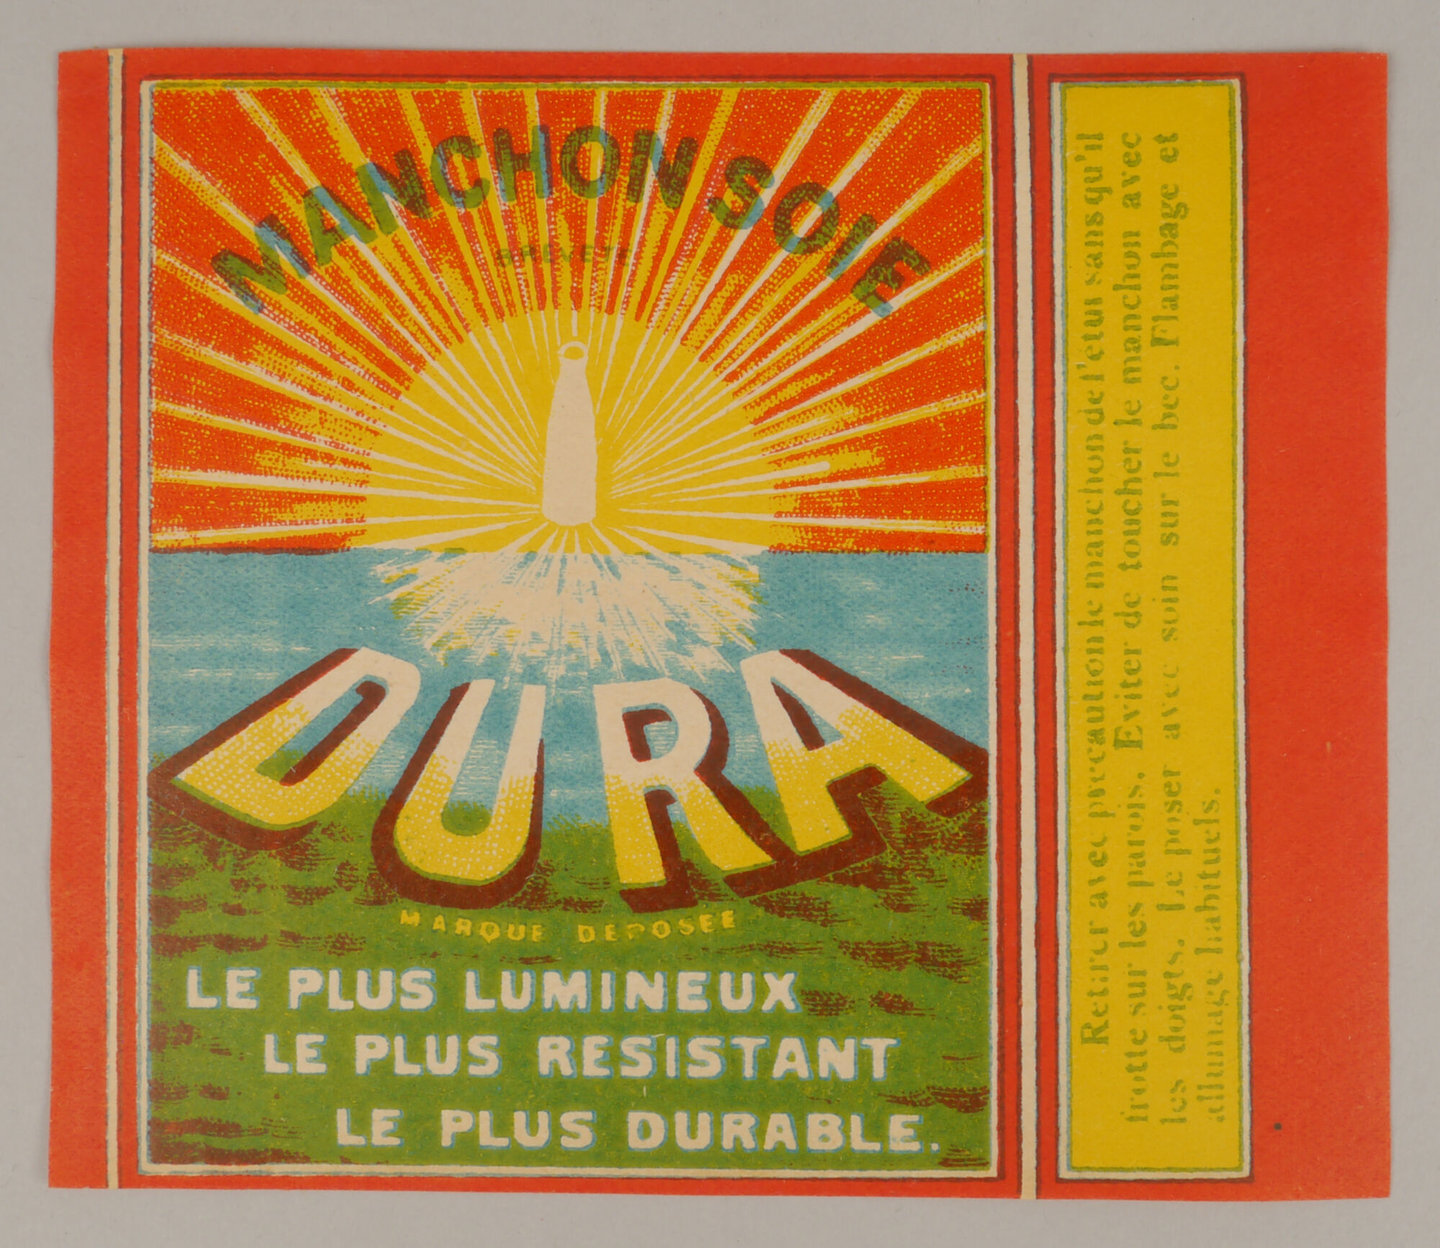 MANCHON SOIE
BREVETÉ
DURA
MARQUE DÉPOSÉE
LE PLUS LUMINEUX
LE PLUS RESISTANT
LE PLUS DURABLE.
Retirer avec précaution le manchon de l'étui sans qu'il
frotte sur les parois. Eviter de toucher le manchon avec
les doigts. Le poser avec soin sur le bec. Flambage et
allumage habituels.